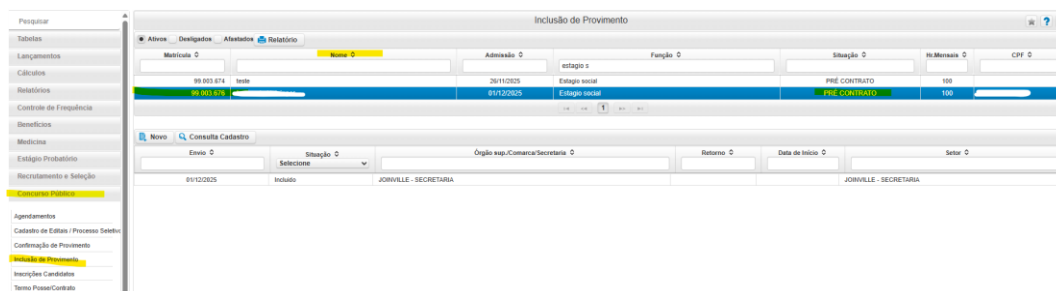 Pesquisar
Tabelas
Lançamentos
Cálculos
Relatórios
Controle de Frequência
Benefícios
Medicina
Estágio Probatório
Recrutamento e Seleção
Concurso Público
Agendamentos
Cadastro de Editais / Processo Seletivo
Confirmação de Provimento
Inclusão de Provimento
Inscrições Candidatos
Termo Posse/Contrato
Inclusão de Provimento
Ativos Desligados Afastados Relatório
Matrícula Nome Admissão Função Situação Hr.Mensais CPF
estagio s
99.003.674 teste 26/11/2025 Estagio social PRÉ CONTRATO 100
99.003.676 01/12/2025 Estagio social PRÉ CONTRATO 100
1
Novo Consulta Cadastro
Envio Situação Órgão sup./Comarca/Secretaria Retorno Data de Início Setor
Selecione
01/12/2025 Incluído JOINVILLE - SECRETARIA JOINVILLE - SECRETARIA